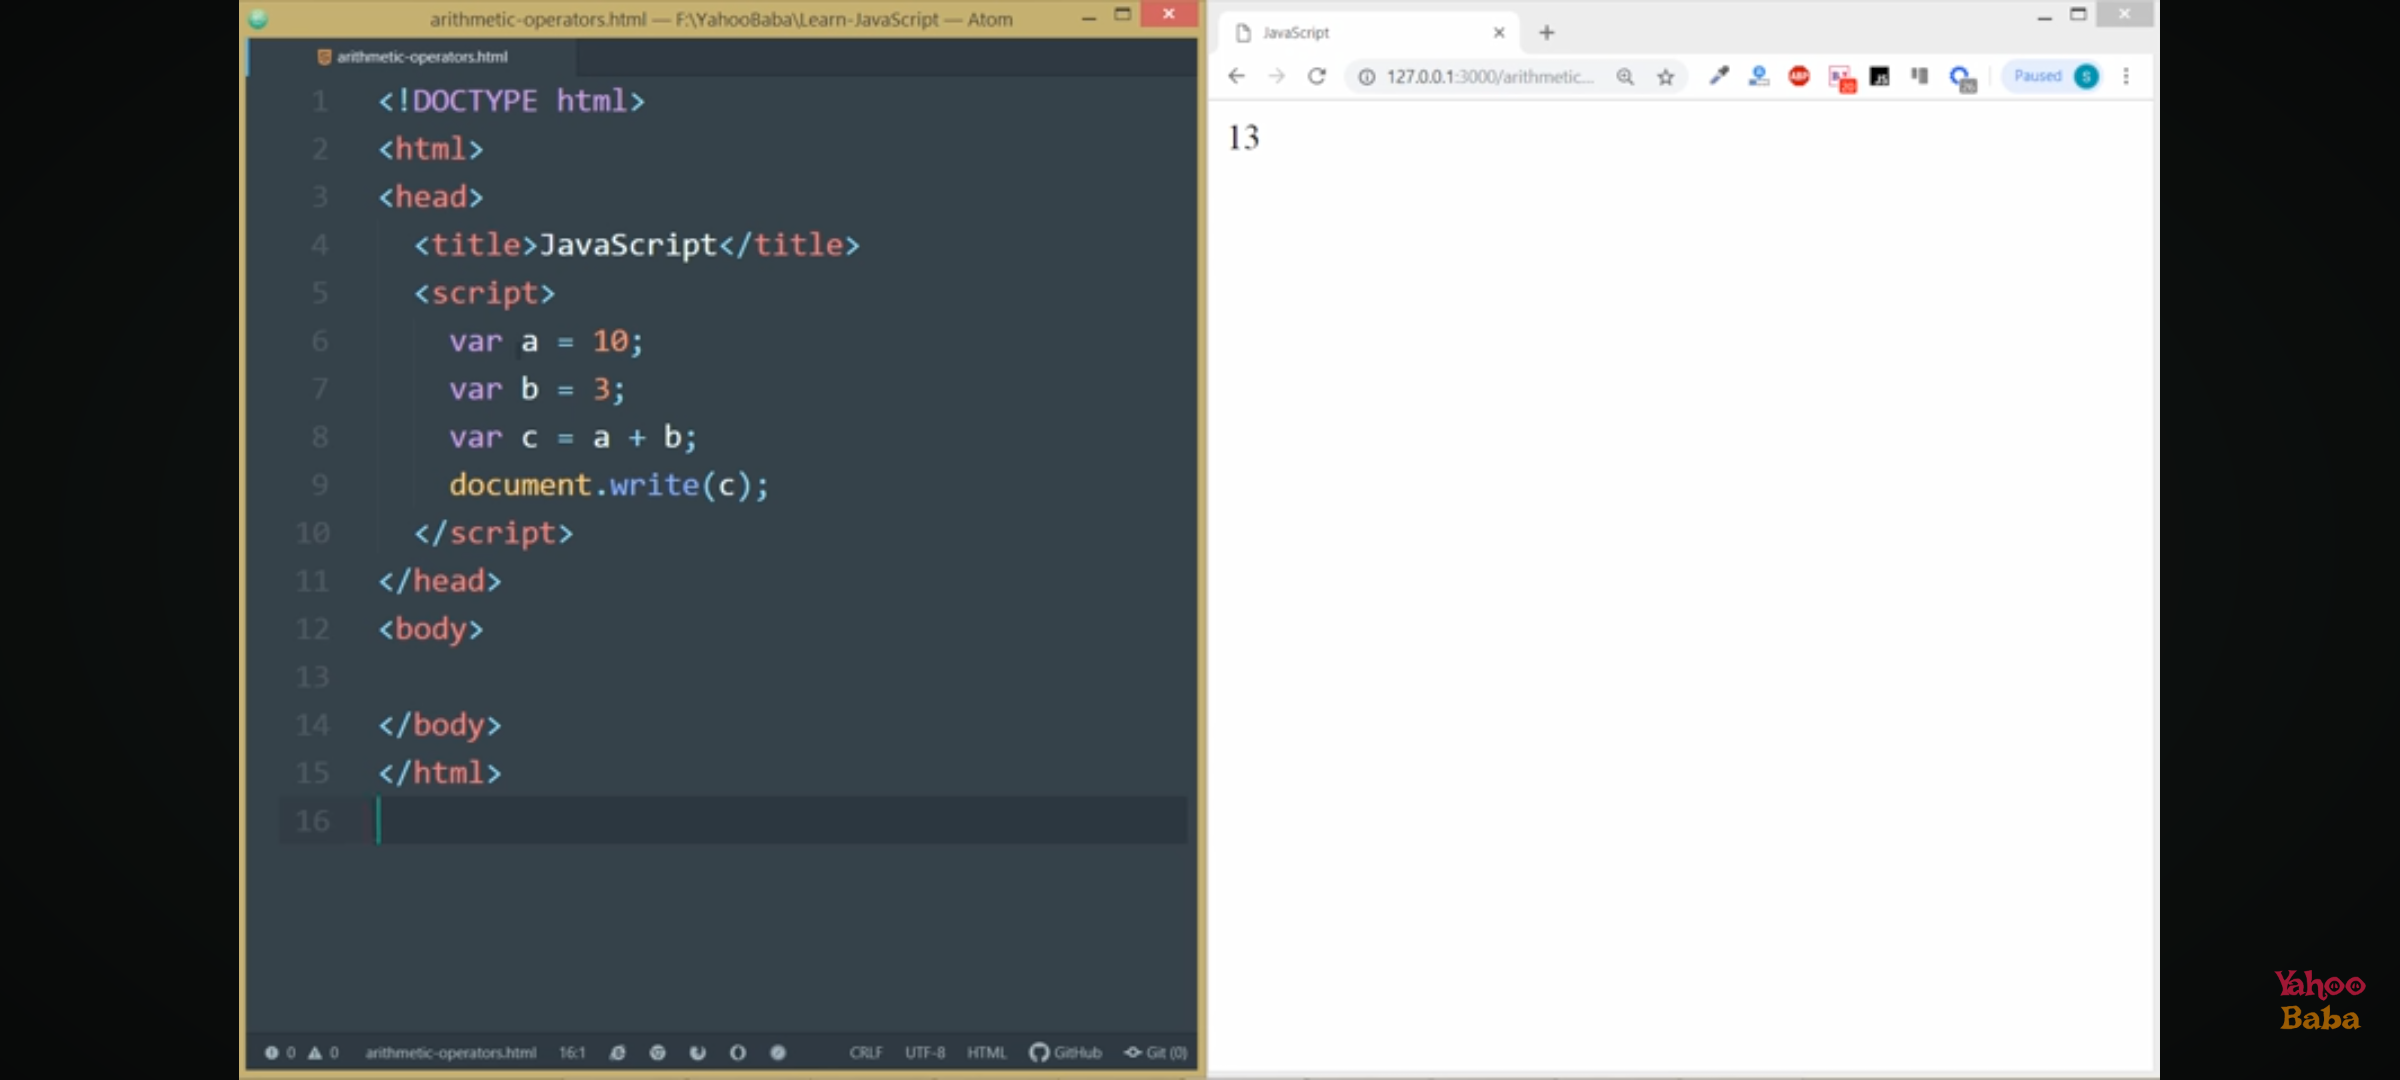 arithmetic-operators.html — F:\YahooBaba\Learn-JavaScript — Atom
arithmetic-operators.html
1 <!DOCTYPE html>
2 <html>
3 <head>
4 <title>JavaScript</title>
5 <script>
6 var a = 10;
7 var b = 3;
8 var c = a + b;
9 document.write(c);
10 </script>
11 </head>
12 <body>
13
14 </body>
15 </html>
16
0 0 arithmetic-operators.html 16:1 CRLF UTF-8 HTML GitHub Git (0)
JavaScript
127.0.0.1:3000/arithmetic... ABP JS Paused S
13
Yahoo
Baba